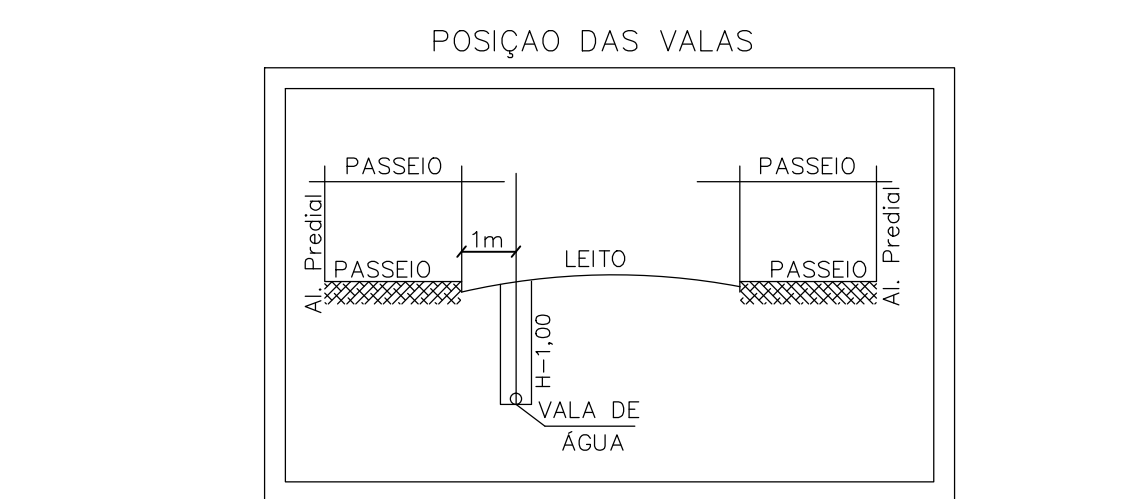 POSIÇAO DAS VALAS
PASSEIO
PASSEIO
Al. Predial
1m
LEITO
Al. Predial
PASSEIO
PASSEIO
H-1,00
VALA DE
ÁGUA